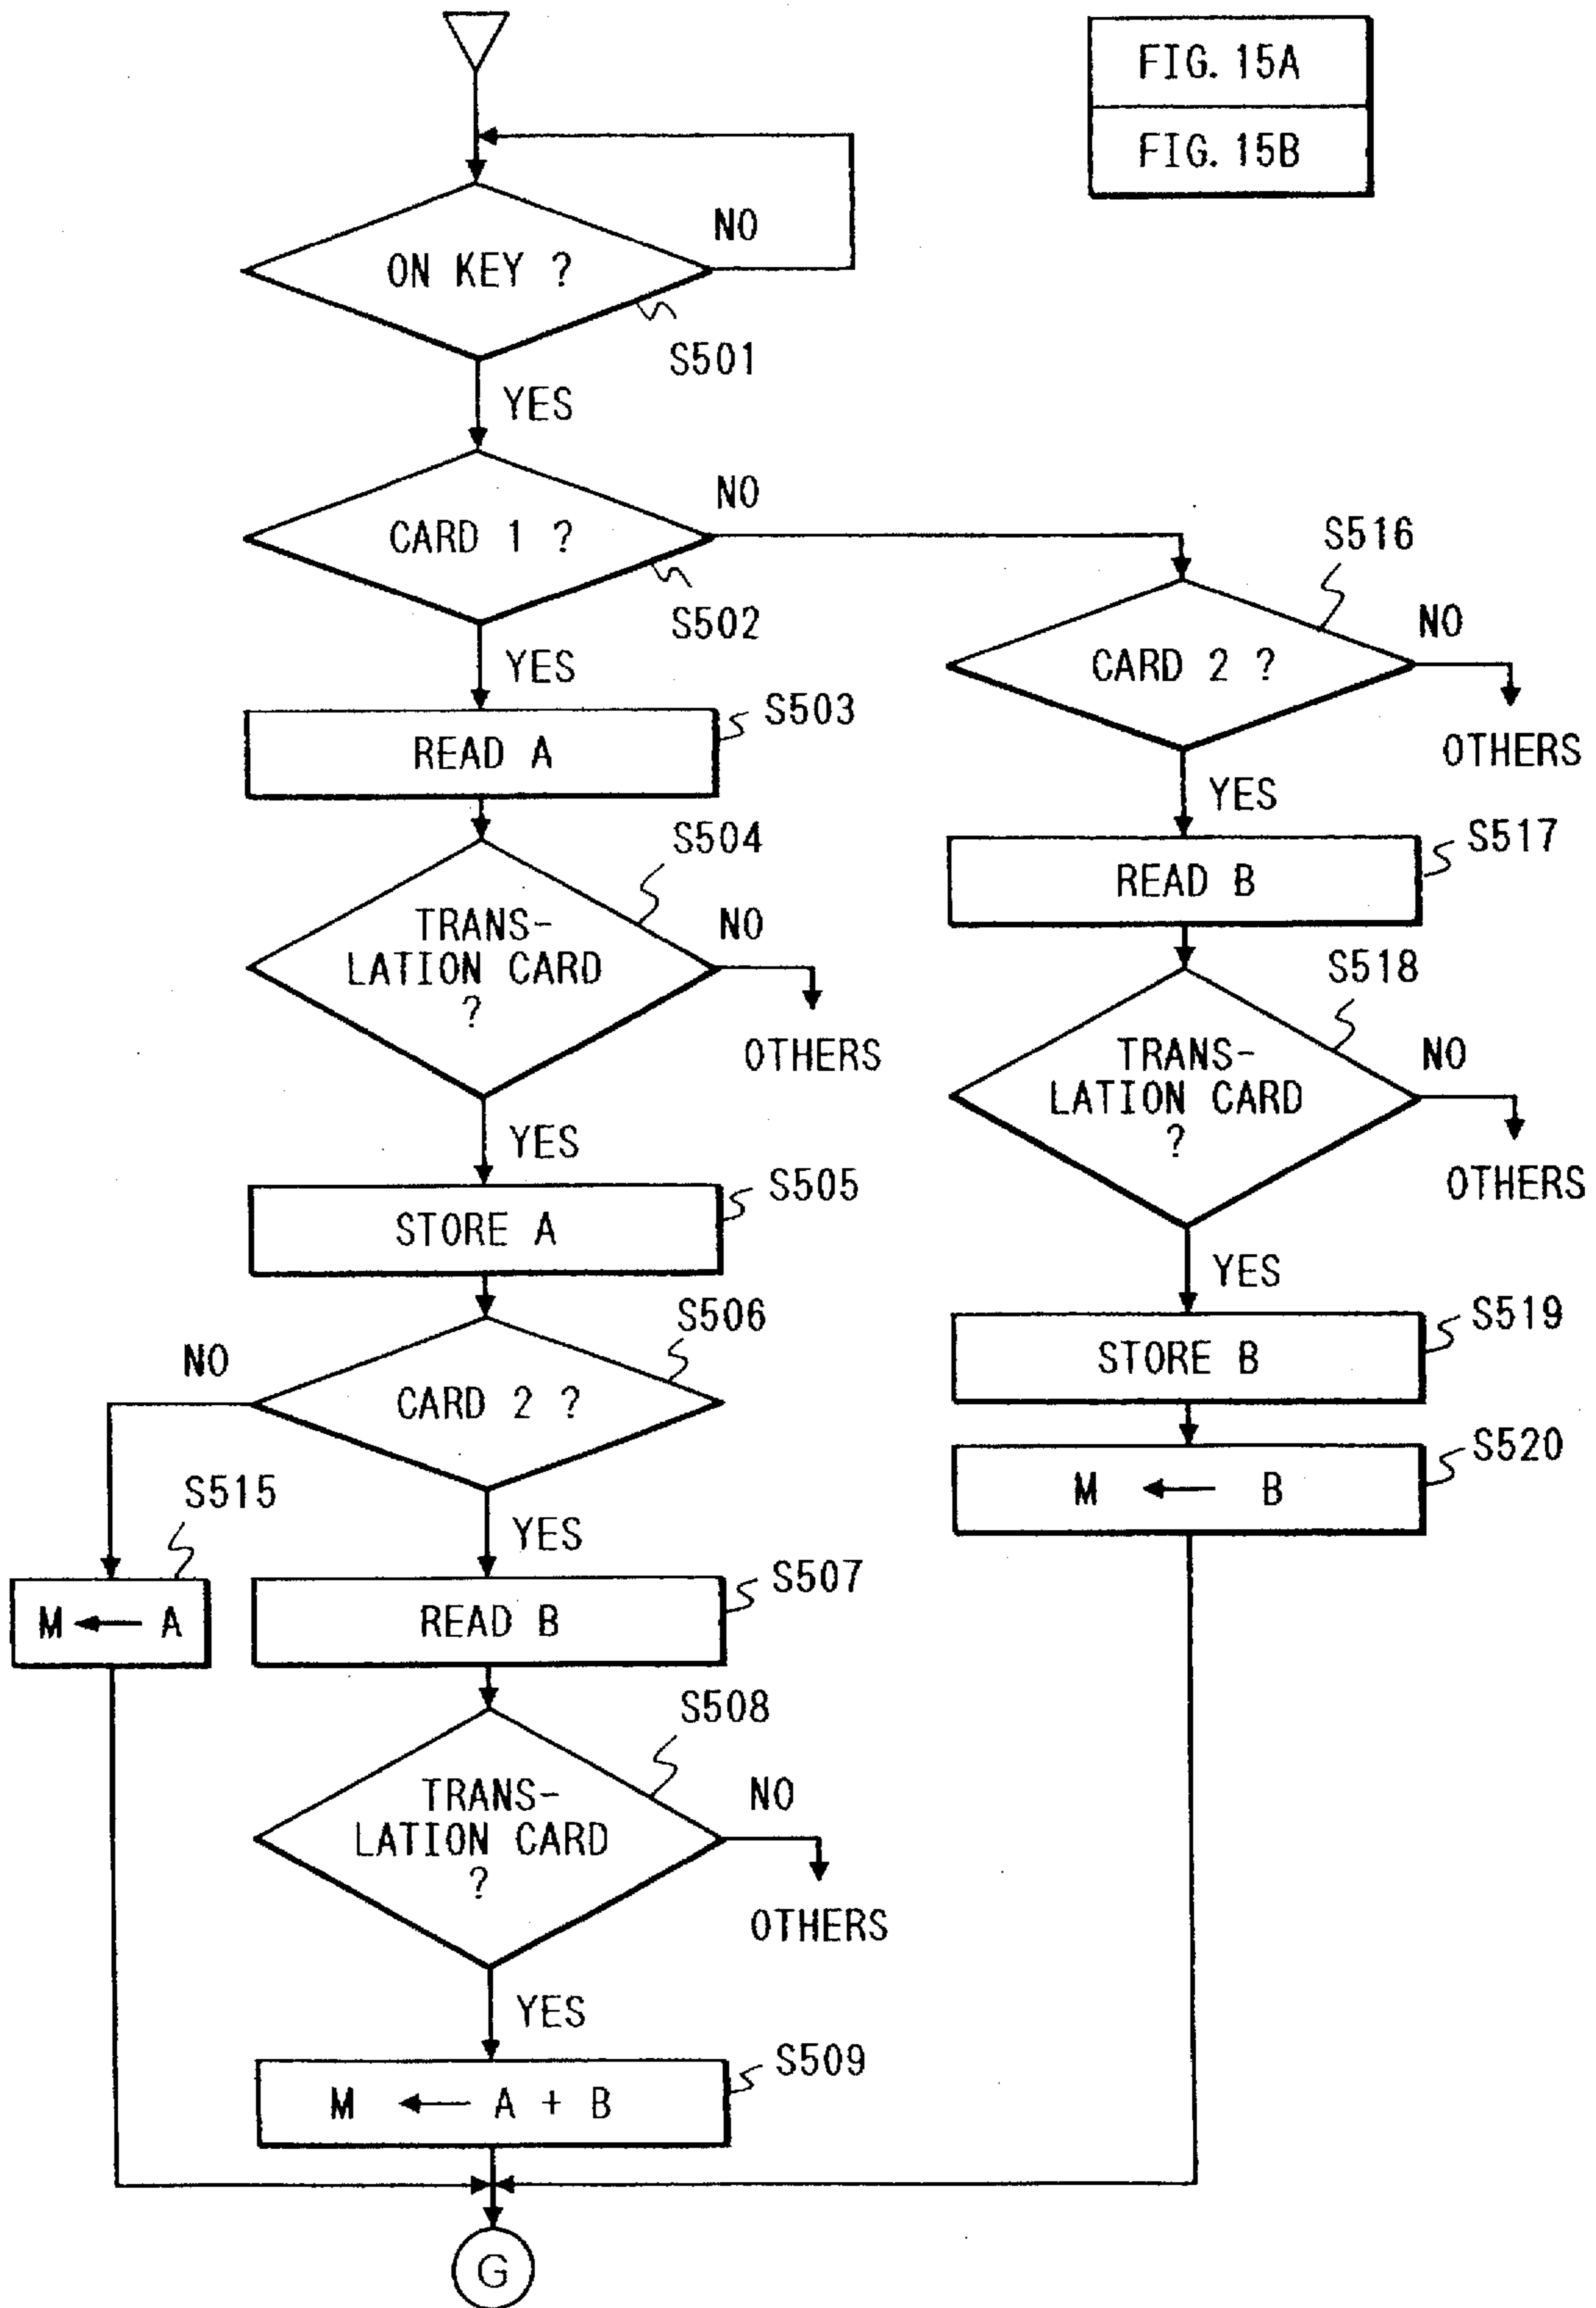 FIG. 15A
FIG. 15B
NO
ON KEY ?
S501
YES
NO
CARD 1 ?
S502
YES
S516
NO
CARD 2 ?
OTHERS
YES
S503
READ A
S504
TRANS-
LATION CARD
?
NO
OTHERS
YES
S517
READ B
S518
TRANS-
LATION CARD
?
NO
OTHERS
YES
S505
STORE A
S506
NO
CARD 2 ?
YES
S519
STORE B
S520
M ← B
S515
M ← A
S507
READ B
S508
TRANS-
LATION CARD
?
NO
OTHERS
YES
S509
M ← A + B
G